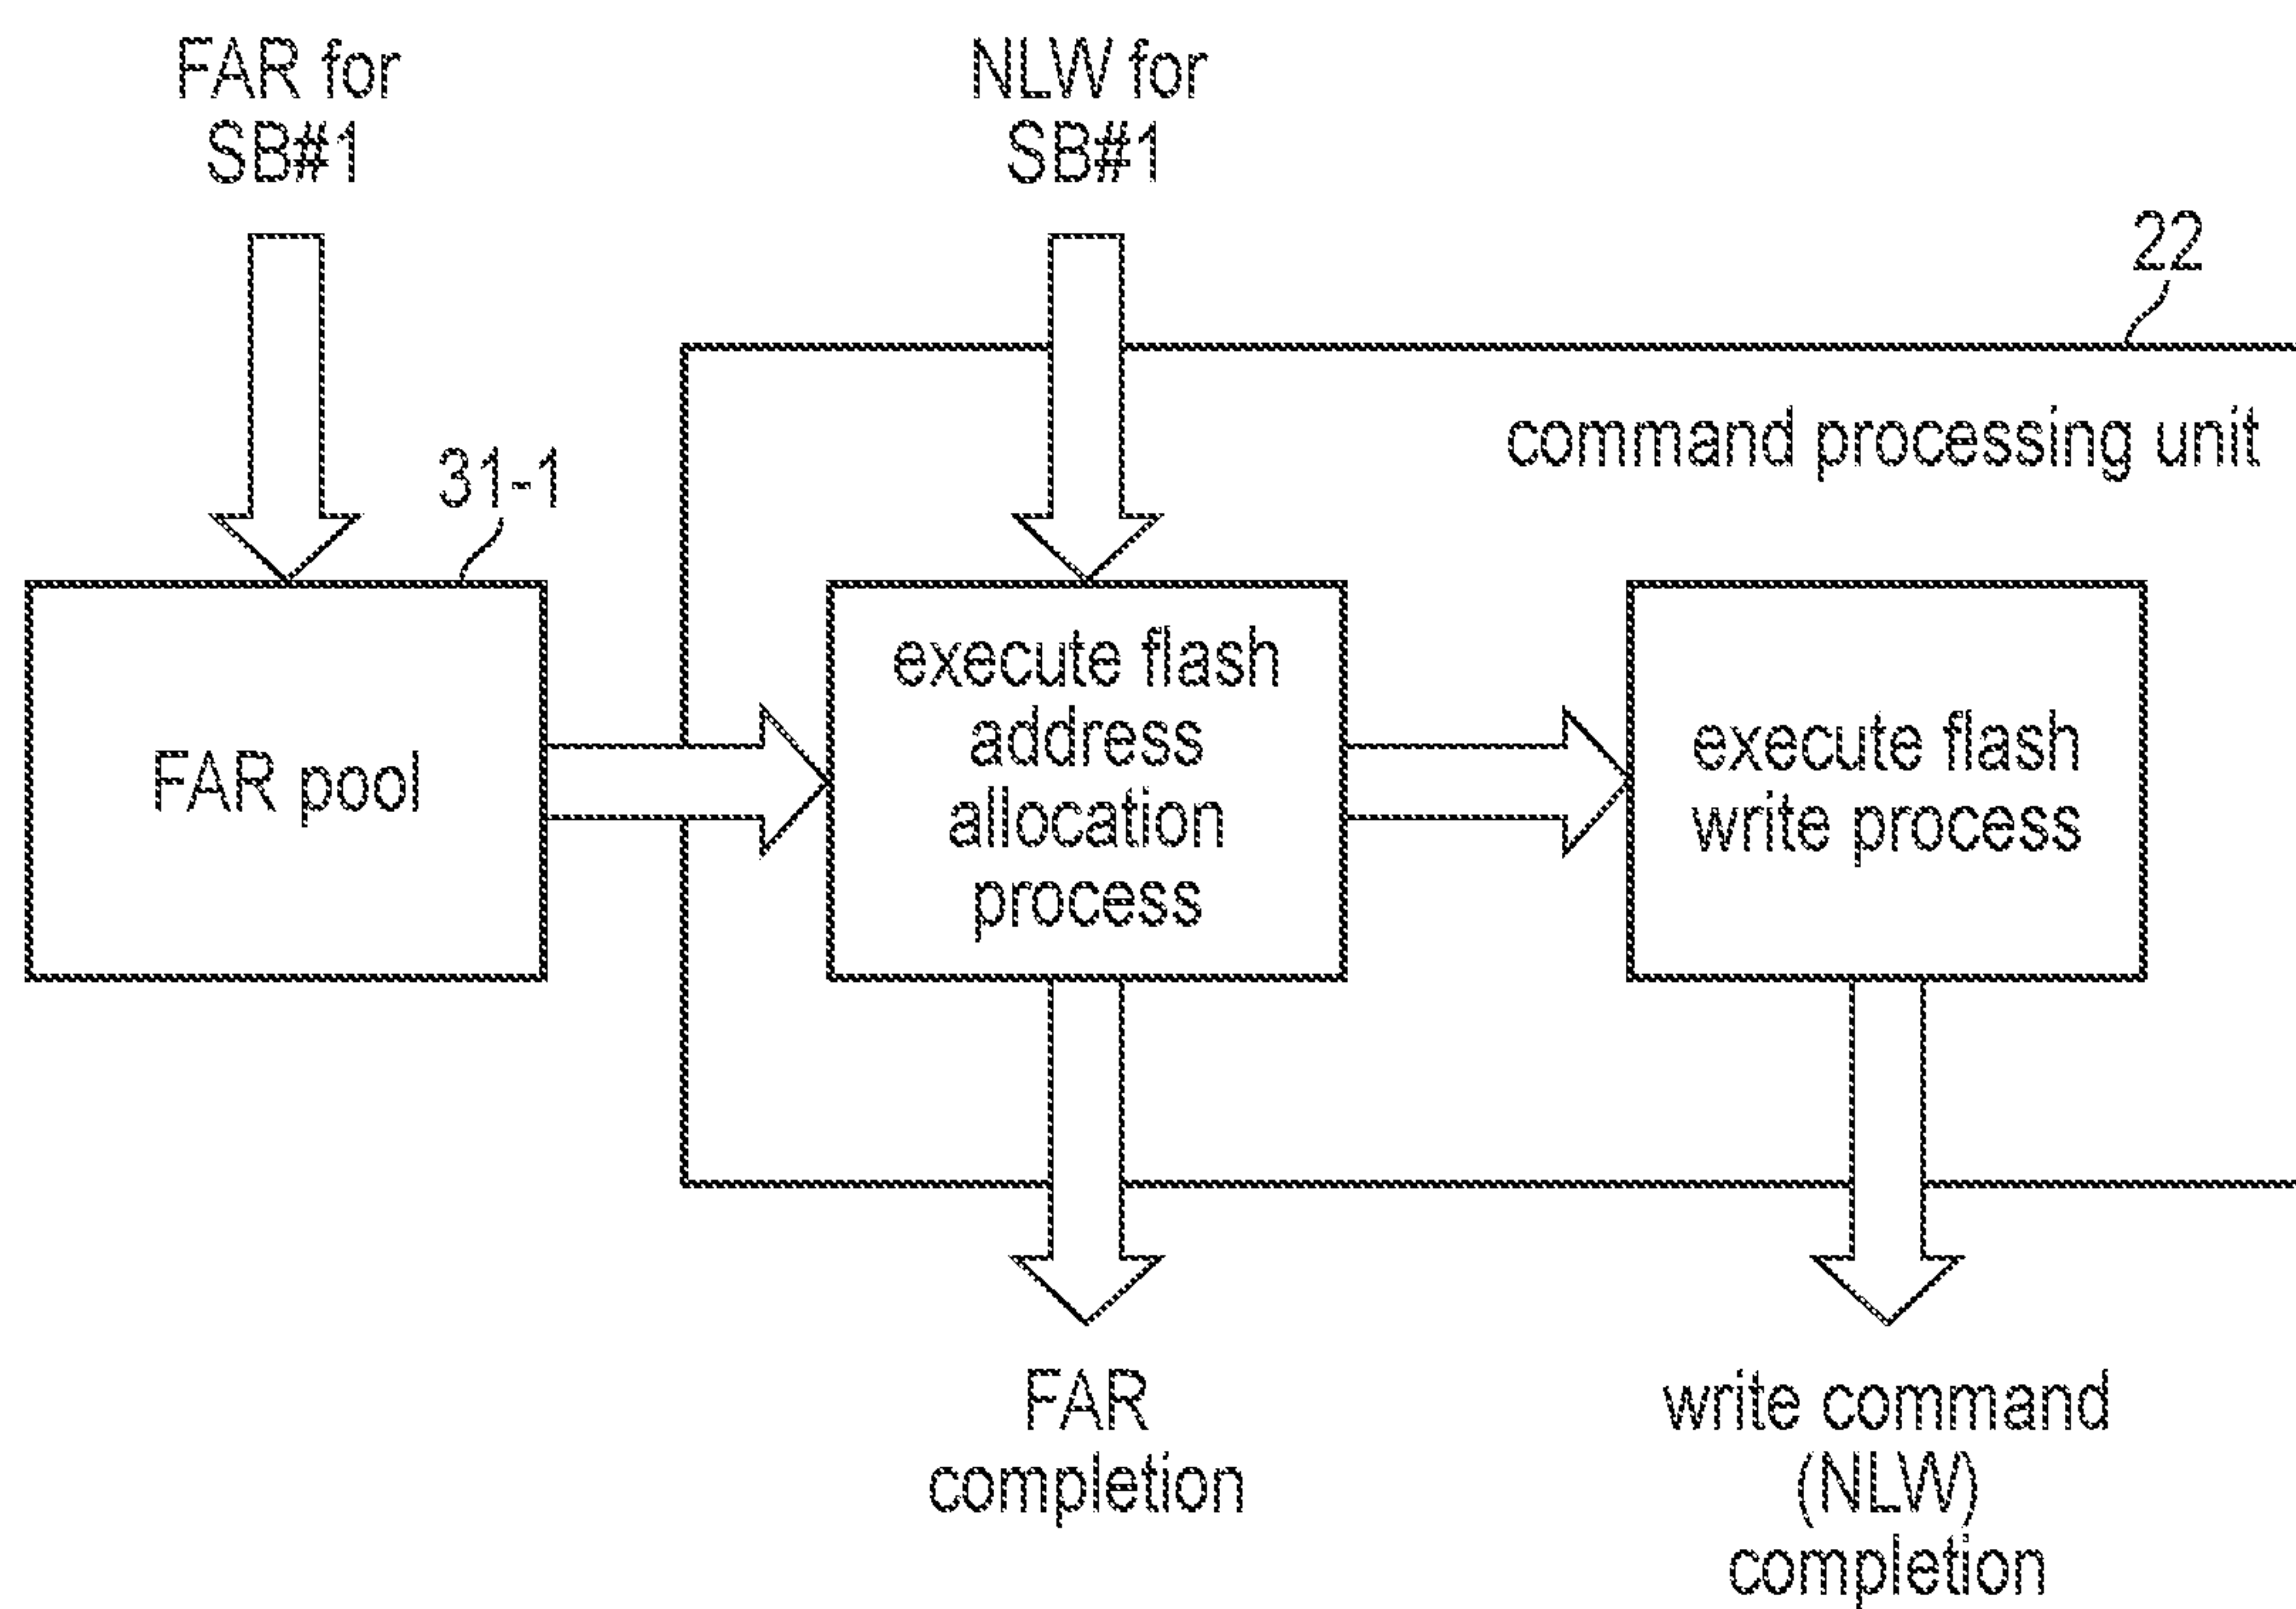 FAR for
SB#1
NLW for
SB#1
22
command processing unit
31-1
FAR pool
execute flash
address
allocation
process
execute flash
write process
FAR
completion
write command
(NLW)
completion